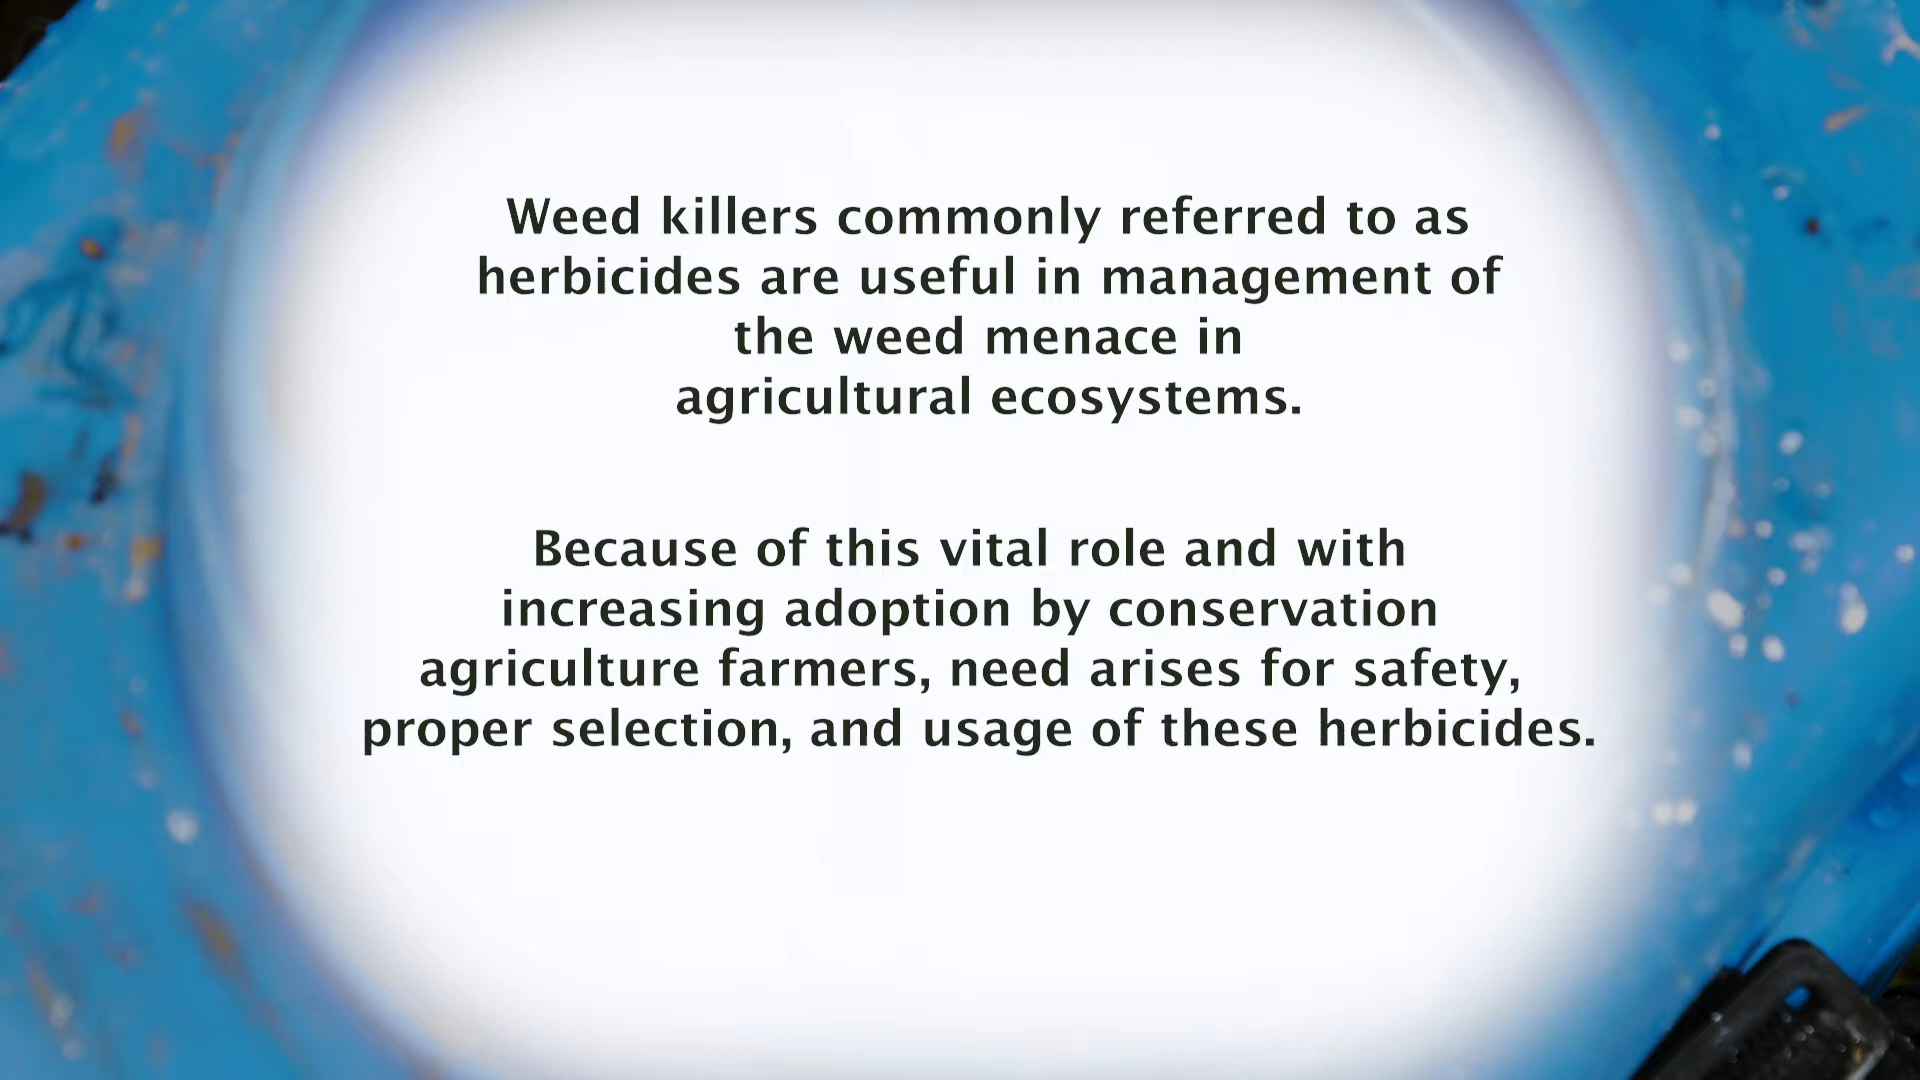 Weed killers commonly referred to as
herbicides are useful in management of
the weed menace in
agricultural ecosystems.
Because of this vital role and with
increasing adoption by conservation
agriculture farmers, need arises for safety,
proper selection, and usage of these herbicides.